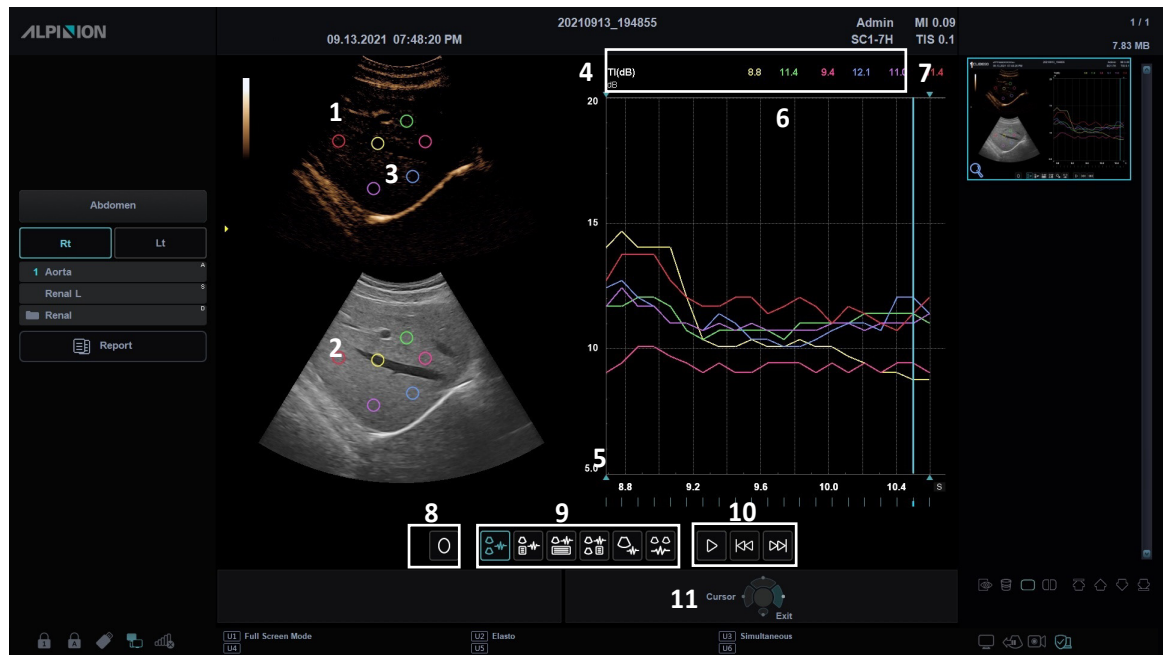 ALPINION
20210913_194855
Admin
MI 0.09
1 / 1
09.13.2021 07:48:20 PM
SC1-7H
TIS 0.1
7.83 MB
4
TI(dB)
8.8
11.4
9.4
12.1
11.0
7
1.4
dB
20
6
1
3
Abdomen
Rt
Lt
15
1 Aorta
A
Renal L
S
Renal
D
Report
2
10
5
5.0
8.8
9.2
9.6
10.0
10.4
S
8
9
10
11
Cursor
Exit
U1 Full Screen Mode
U2 Elasto
U3 Simultaneous
U4
U5
U6